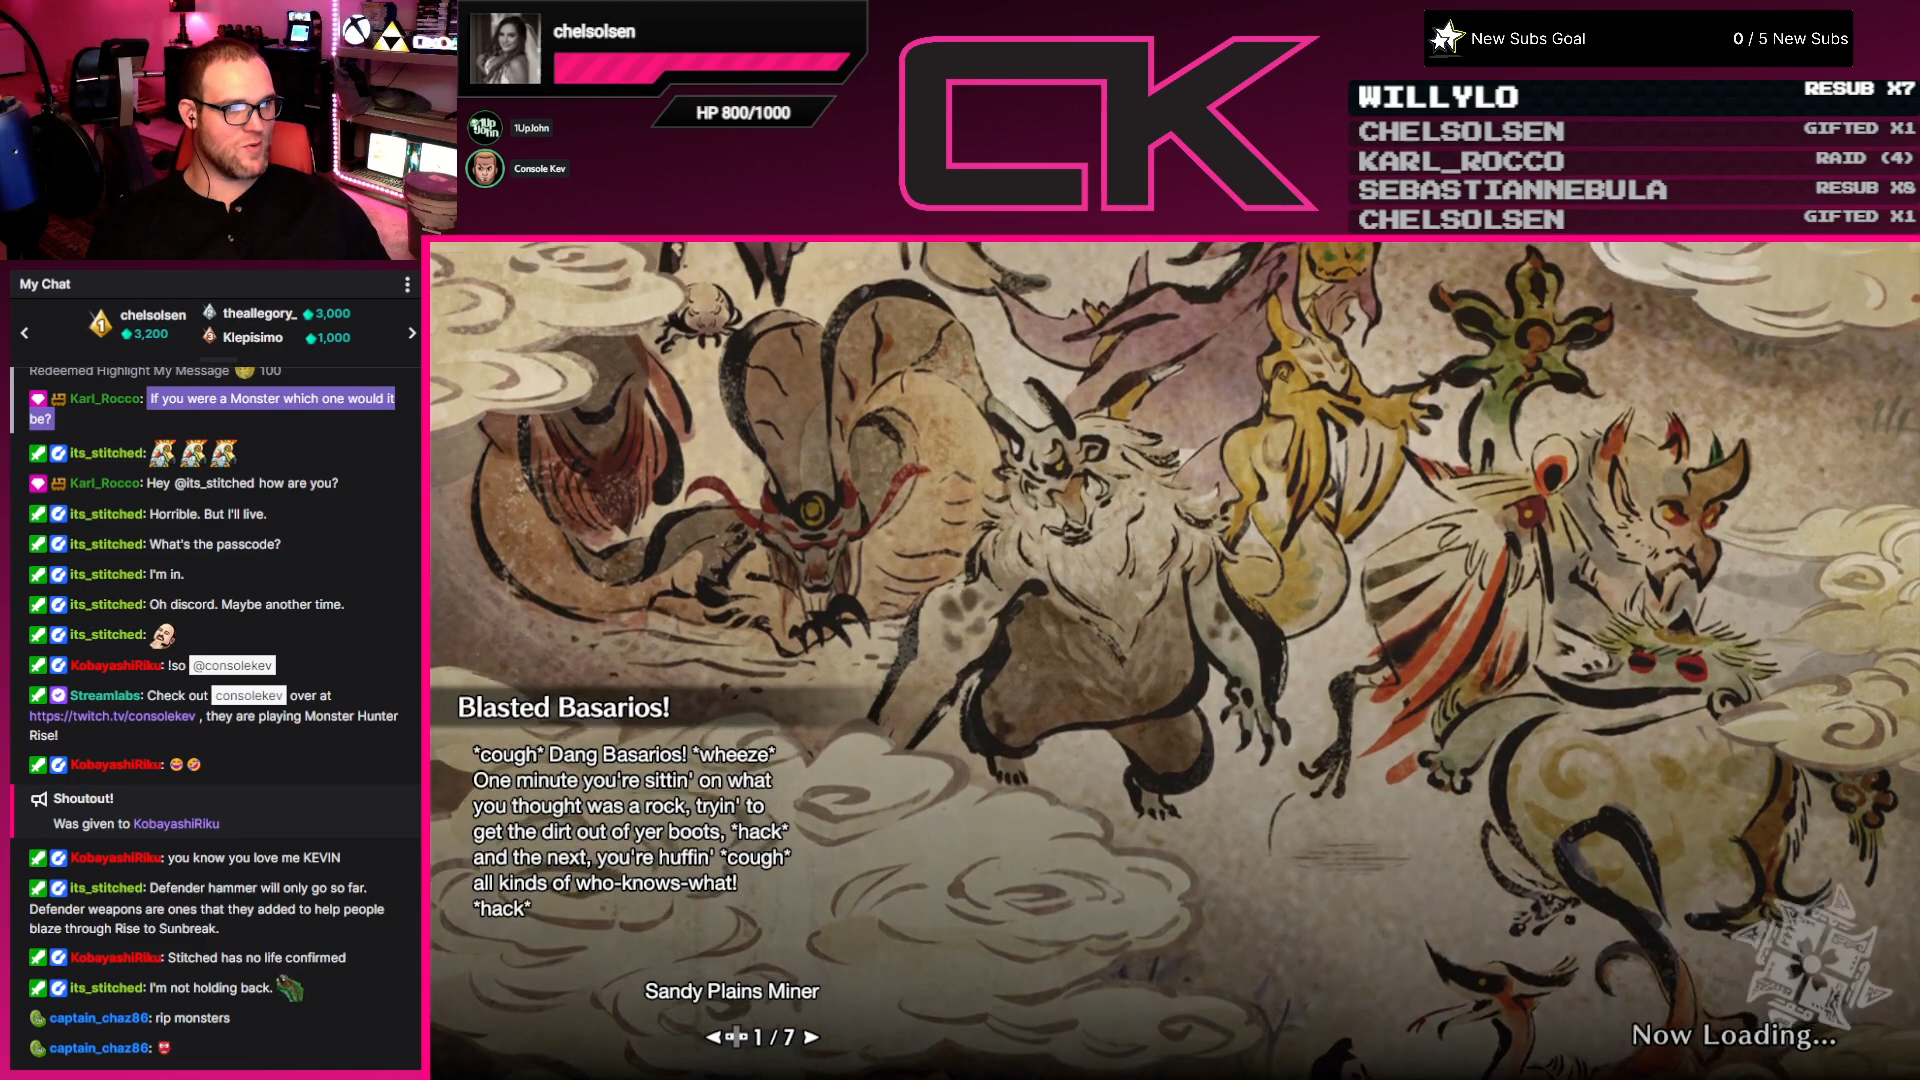 chelsolsen
HP 800/1000
1UpJohn
1UpJohn
Console Kev
CK
New Subs Goal
0 / 5 New Subs
WILLYLO RESUB X7
CHELSOLSEN GIFTED X1
KARL_ROCCO RAID (4)
SEBASTIANNEBULA RESUB X8
CHELSOLSEN GIFTED X1
My Chat
1 chelsolsen 3,200
theallegory_ 3,000
Klepisimo 1,000
Redeemed Highlight My Message 100
Karl_Rocco: If you were a Monster which one would it
be?
its_stitched:
Karl_Rocco: Hey @its_stitched how are you?
its_stitched: Horrible. But I'll live.
its_stitched: What's the passcode?
its_stitched: I'm in.
its_stitched: Oh discord. Maybe another time.
its_stitched:
KobayashiRiku: !so @consolekev
Streamlabs: Check out consolekev over at
https://twitch.tv/consolekev , they are playing Monster Hunter
Rise!
KobayashiRiku: 😂 🤣
Shoutout!
Was given to KobayashiRiku
KobayashiRiku: you know you love me KEVIN
its_stitched: Defender hammer will only go so far.
Defender weapons are ones that they added to help people
blaze through Rise to Sunbreak.
KobayashiRiku: Stitched has no life confirmed
its_stitched: I'm not holding back.
captain_chaz86: rip monsters
captain_chaz86:
Blasted Basarios!
*cough* Dang Basarios! *wheeze*
One minute you're sittin' on what
you thought was a rock, tryin' to
get the dirt out of yer boots, *hack*
and the next, you're huffin' *cough*
all kinds of who-knows-what!
*hack*
Sandy Plains Miner
1 / 7
Now Loading...